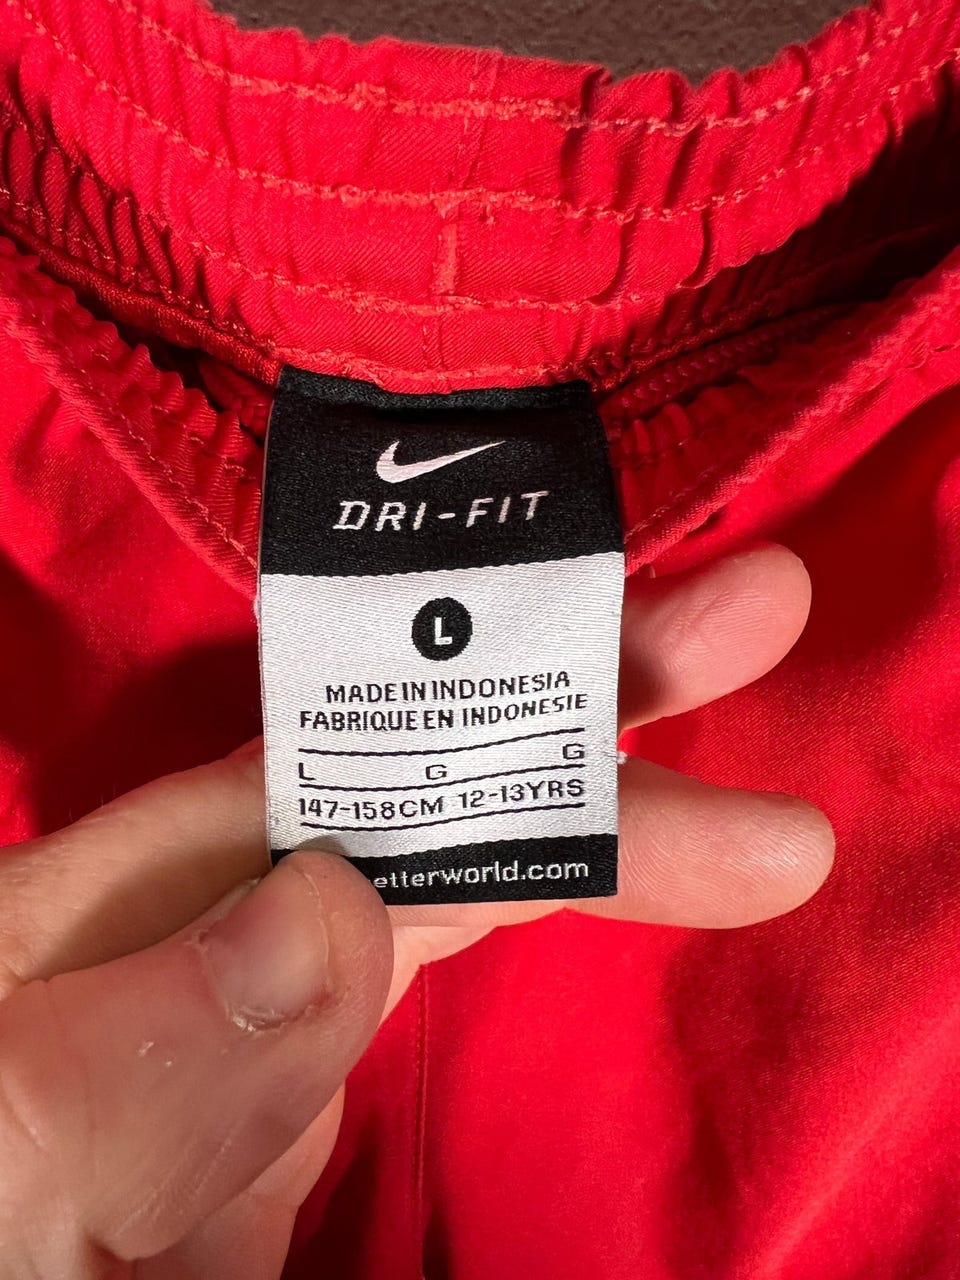 DRI-FIT
L
MADE IN INDONESIA
FABRIQUE EN INDONESIE
L G G
147-158CM 12-13YRS
etterworld.com